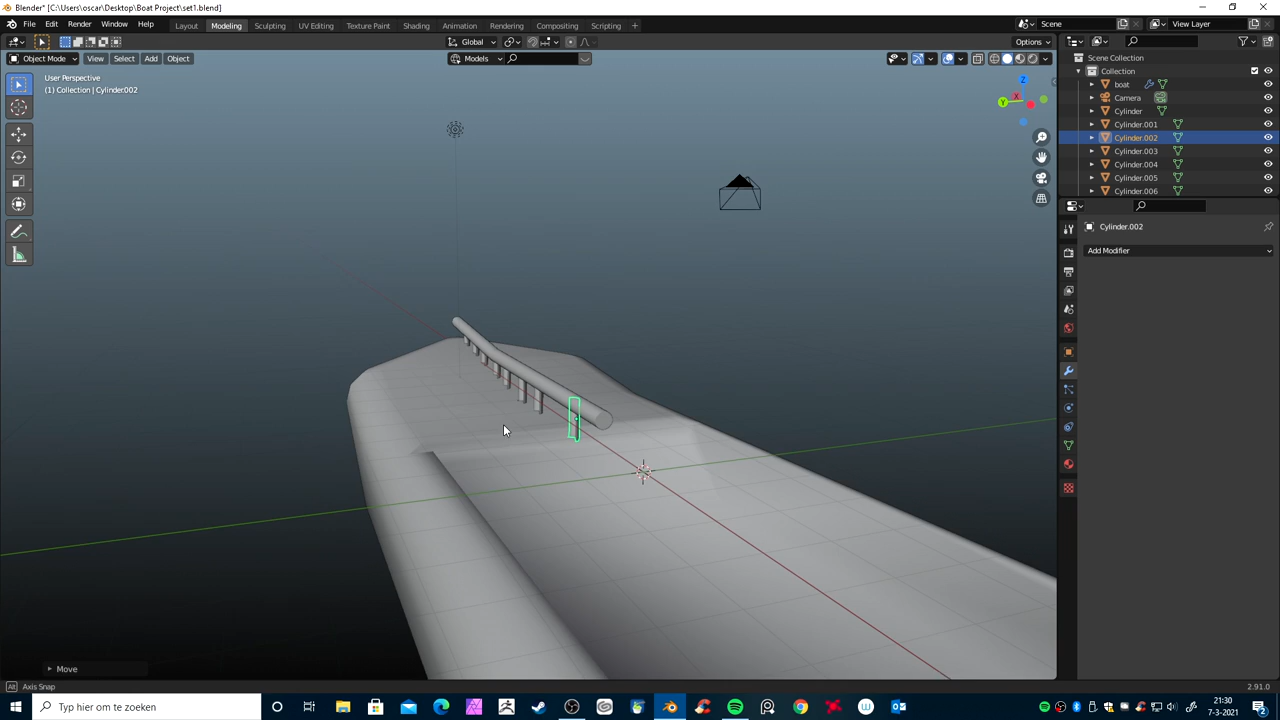 Blender* [C:\Users\oscar\Desktop\Boat Project\set1.blend]
File Edit Render Window Help Layout Modeling Sculpting UV Editing Texture Paint Shading Animation Rendering Compositing Scripting + Scene View Layer
Global Options
Object Mode View Select Add Object Models
User Perspective
(1) Collection | Cylinder.002
Scene Collection
Collection
boat
Camera
Cylinder
Cylinder.001
Cylinder.002
Cylinder.003
Cylinder.004
Cylinder.005
Cylinder.006
Cylinder.002
Add Modifier
Z
X
Y
Move
Alt Axis Snap 2.91.0
Typ hier om te zoeken
21:30
7-3-2021